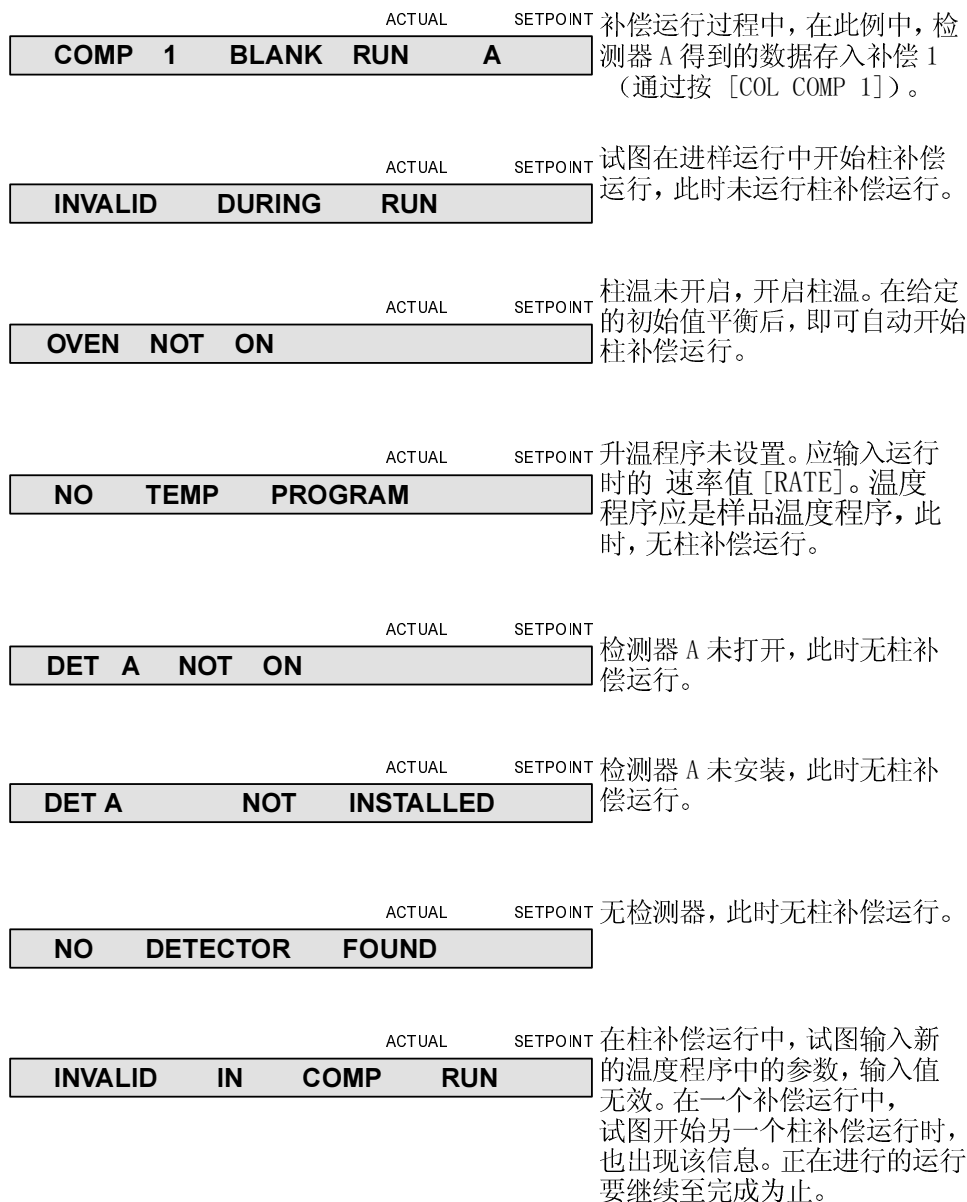 ACTUAL SETPOINT
COMP 1 BLANK RUN A
补偿运行过程中，在此例中，检
测器 A 得到的数据存入补偿 1
（通过按 [COL COMP 1]）。
ACTUAL SETPOINT
INVALID DURING RUN
试图在进样运行中开始柱补偿
运行，此时未运行柱补偿运行。
ACTUAL SETPOINT
OVEN NOT ON
柱温未开启，开启柱温。在给定
的初始值平衡后，即可自动开始
柱补偿运行。
ACTUAL SETPOINT
NO TEMP PROGRAM
升温程序未设置。应输入运行
时的 速率值 [RATE]。温度
程序应是样品温度程序，此
时，无柱补偿运行。
ACTUAL SETPOINT
DET A NOT ON
检测器 A 未打开，此时无柱补
偿运行。
ACTUAL SETPOINT
DET A NOT INSTALLED
检测器 A 未安装，此时无柱补
偿运行。
ACTUAL SETPOINT
NO DETECTOR FOUND
无检测器，此时无柱补偿运行。
ACTUAL SETPOINT
INVALID IN COMP RUN
在柱补偿运行中，试图输入新
的温度程序中的参数，输入值
无效。在一个补偿运行中，
试图开始另一个柱补偿运行时，
也出现该信息。正在进行的运行
要继续至完成为止。